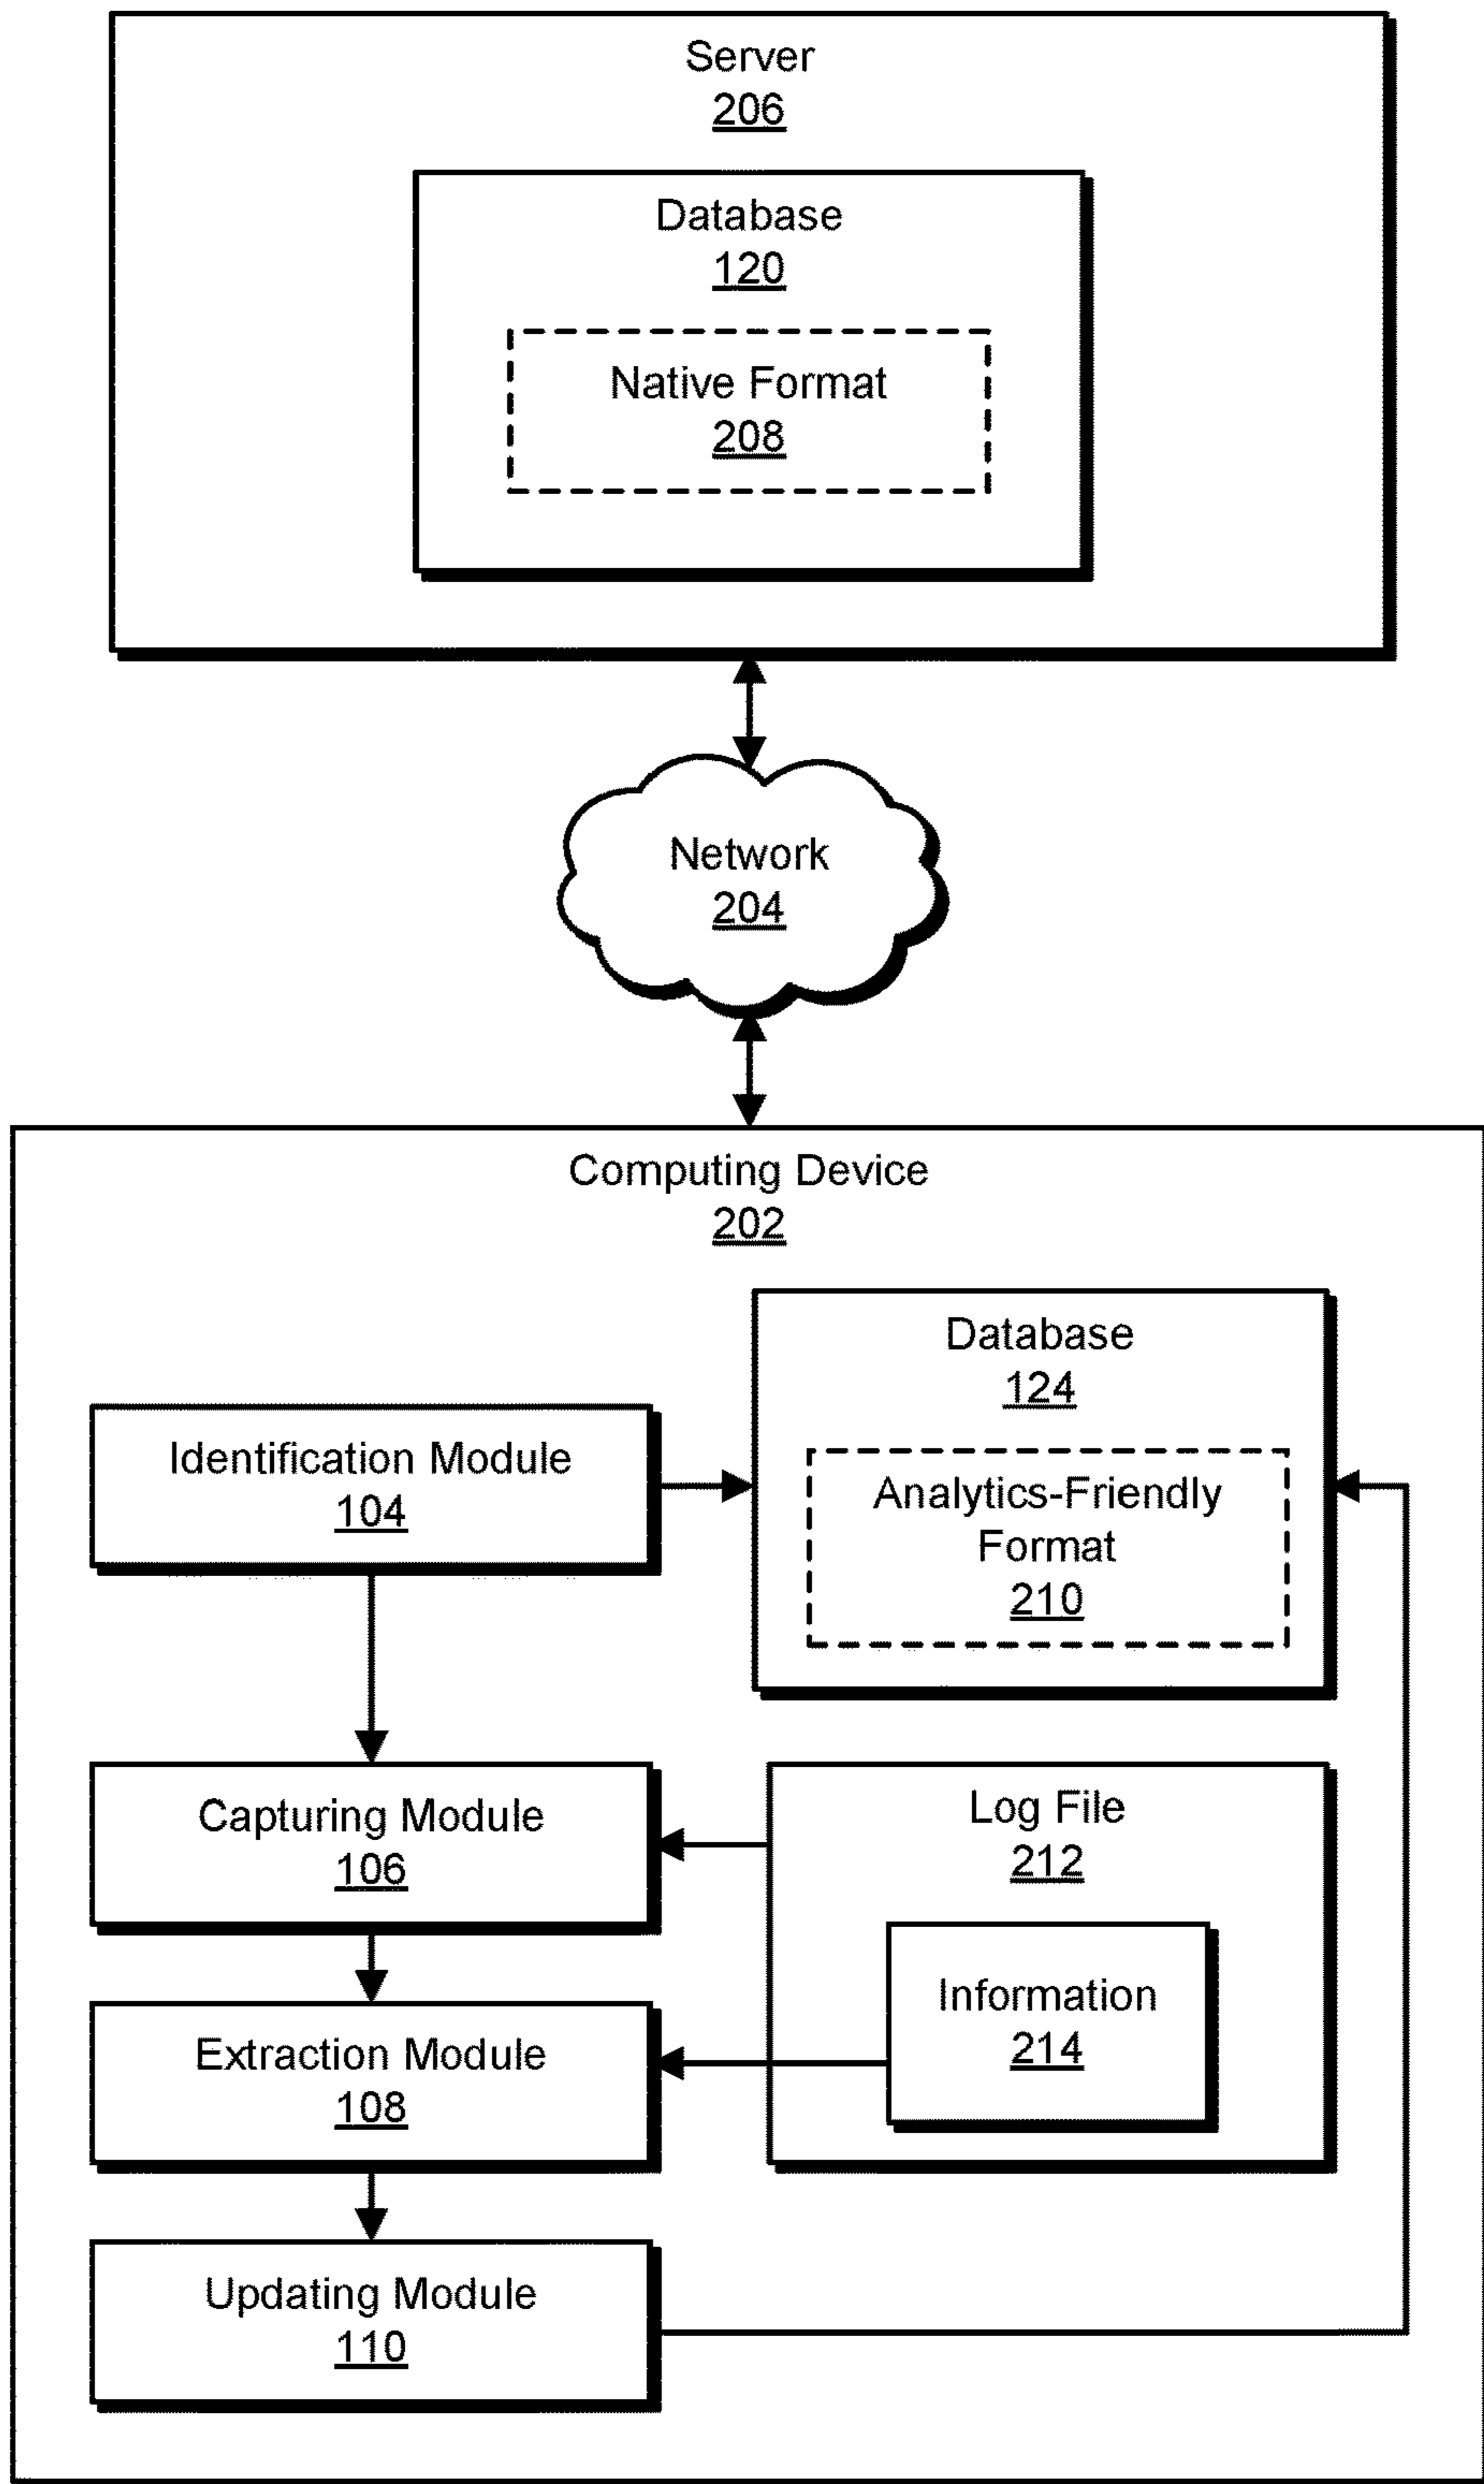 Server
206
Database
120
Native Format
208
Network
204
Computing Device
202
Database
124
Identification Module
104
Analytics-Friendly
Format
210
Capturing Module
106
Log File
212
Information
214
Extraction Module
108
Updating Module
110